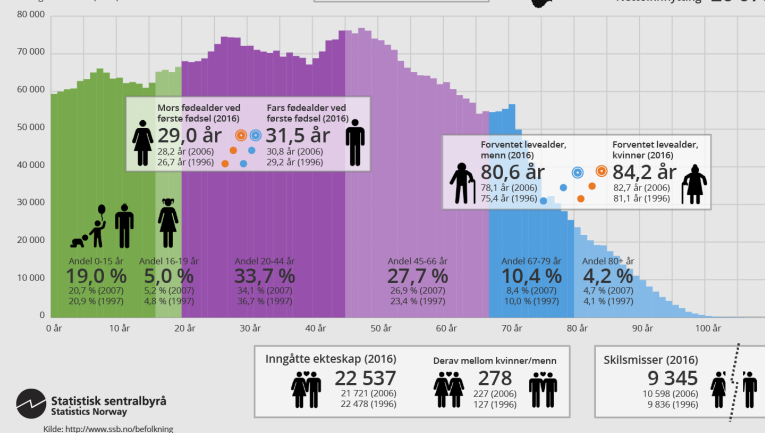 80 000
70 000
60 000
50 000
40 000
30 000
20 000
10 000
0
Mors fødealder ved
første fødsel (2016)
29,0 år
28,2 år (2006)
26,7 år (1996)
Fars fødealder ved
første fødsel (2016)
31,5 år
30,8 år (2006)
29,2 år (1996)
Forventet levealder,
menn (2016)
80,6 år
78,1 år (2006)
75,4 år (1996)
Forventet levealder,
kvinner (2016)
84,2 år
82,7 år (2006)
81,1 år (1996)
Andel 0-15 år
19,0 %
20,7 % (2007)
20,9 % (1997)
Andel 16-19 år
5,0 %
5,2 % (2007)
4,8 % (1997)
Andel 20-44 år
33,7 %
34,1 % (2007)
36,7 % (1997)
Andel 45-66 år
27,7 %
26,9 % (2007)
23,4 % (1997)
Andel 67-79 år
10,4 %
8,4 % (2007)
10,0 % (1997)
Andel 80+ år
4,2 %
4,7 % (2007)
4,1 % (1997)
0 år
10 år
20 år
30 år
40 år
50 år
60 år
70 år
80 år
90 år
100 år
Inngåtte ekteskap (2016)
22 537
21 721 (2006)
22 478 (1996)
Derav mellom kvinner/menn
278
227 (2006)
127 (1996)
Skilsmisser (2016)
9 345
10 598 (2006)
9 836 (1996)
Statistisk sentralbyrå
Statistics Norway
Kilde: http://www.ssb.no/befolkning